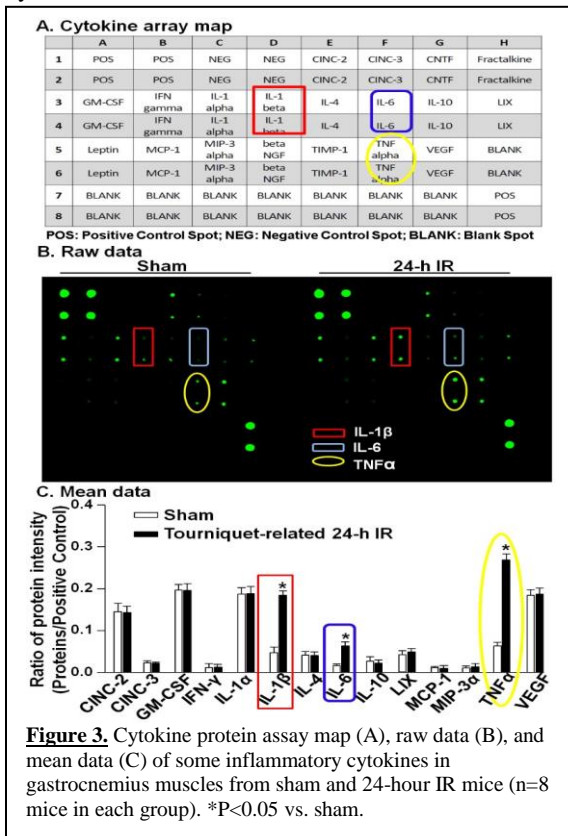 A. Cytokine array map
A B C D E F G H
1 POS POS NEG NEG CINC-2 CINC-3 CNTF Fractalkine
2 POS POS NEG NEG CINC-2 CINC-3 CNTF Fractalkine
3 GM-CSF IFN gamma IL-1 alpha IL-1 beta IL-4 IL-6 IL-10 LIX
4 GM-CSF IFN gamma IL-1 alpha IL-1 beta IL-4 IL-6 IL-10 LIX
5 Leptin MCP-1 MIP-3 alpha beta NGF TIMP-1 TNF alpha VEGF BLANK
6 Leptin MCP-1 MIP-3 alpha beta NGF TIMP-1 TNF alpha VEGF BLANK
7 BLANK BLANK BLANK BLANK BLANK BLANK BLANK POS
8 BLANK BLANK BLANK BLANK BLANK BLANK BLANK POS
POS: Positive Control Spot; NEG: Negative Control Spot; BLANK: Blank Spot
B. Raw data
Sham 24-h IR
IL-1β
IL-6
TNFα
C. Mean data
Ratio of protein intensity
(Proteins/Positive Control)
0.4
0.3
0.2
0.1
0.0
Sham
Tourniquet-related 24-h IR
* * *
CINC-2 CINC-3 GM-CSF IFN-γ IL-1α IL-1β IL-4 IL-6 IL-10 LIX MCP-1 MIP-3α TNFα VEGF
Figure 3. Cytokine protein assay map (A), raw data (B), and
mean data (C) of some inflammatory cytokines in
gastrocnemius muscles from sham and 24-hour IR mice (n=8
mice in each group). *P<0.05 vs. sham.